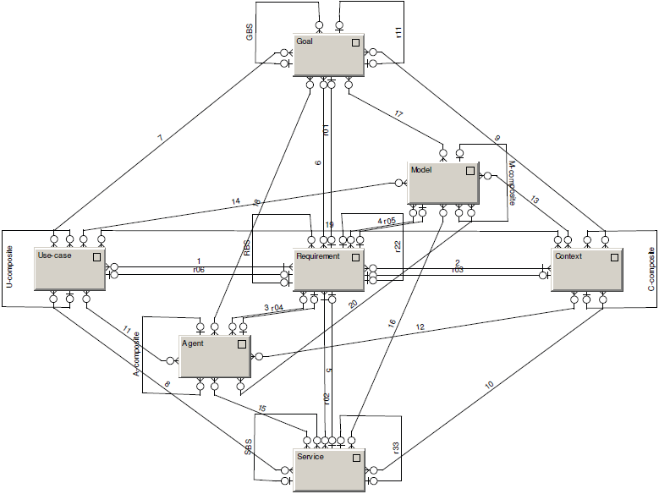 GBS
r11
Goal
7
6
r01
17
9
Model
M-composite
14
18
13
4 r05
19
RBS
r22
U-composite
Use-case
1
r06
Requirement
2
r03
Context
C-composite
3 r04
20
16
11
A-composite
Agent
12
8
5
r02
10
15
SBS
r33
Service